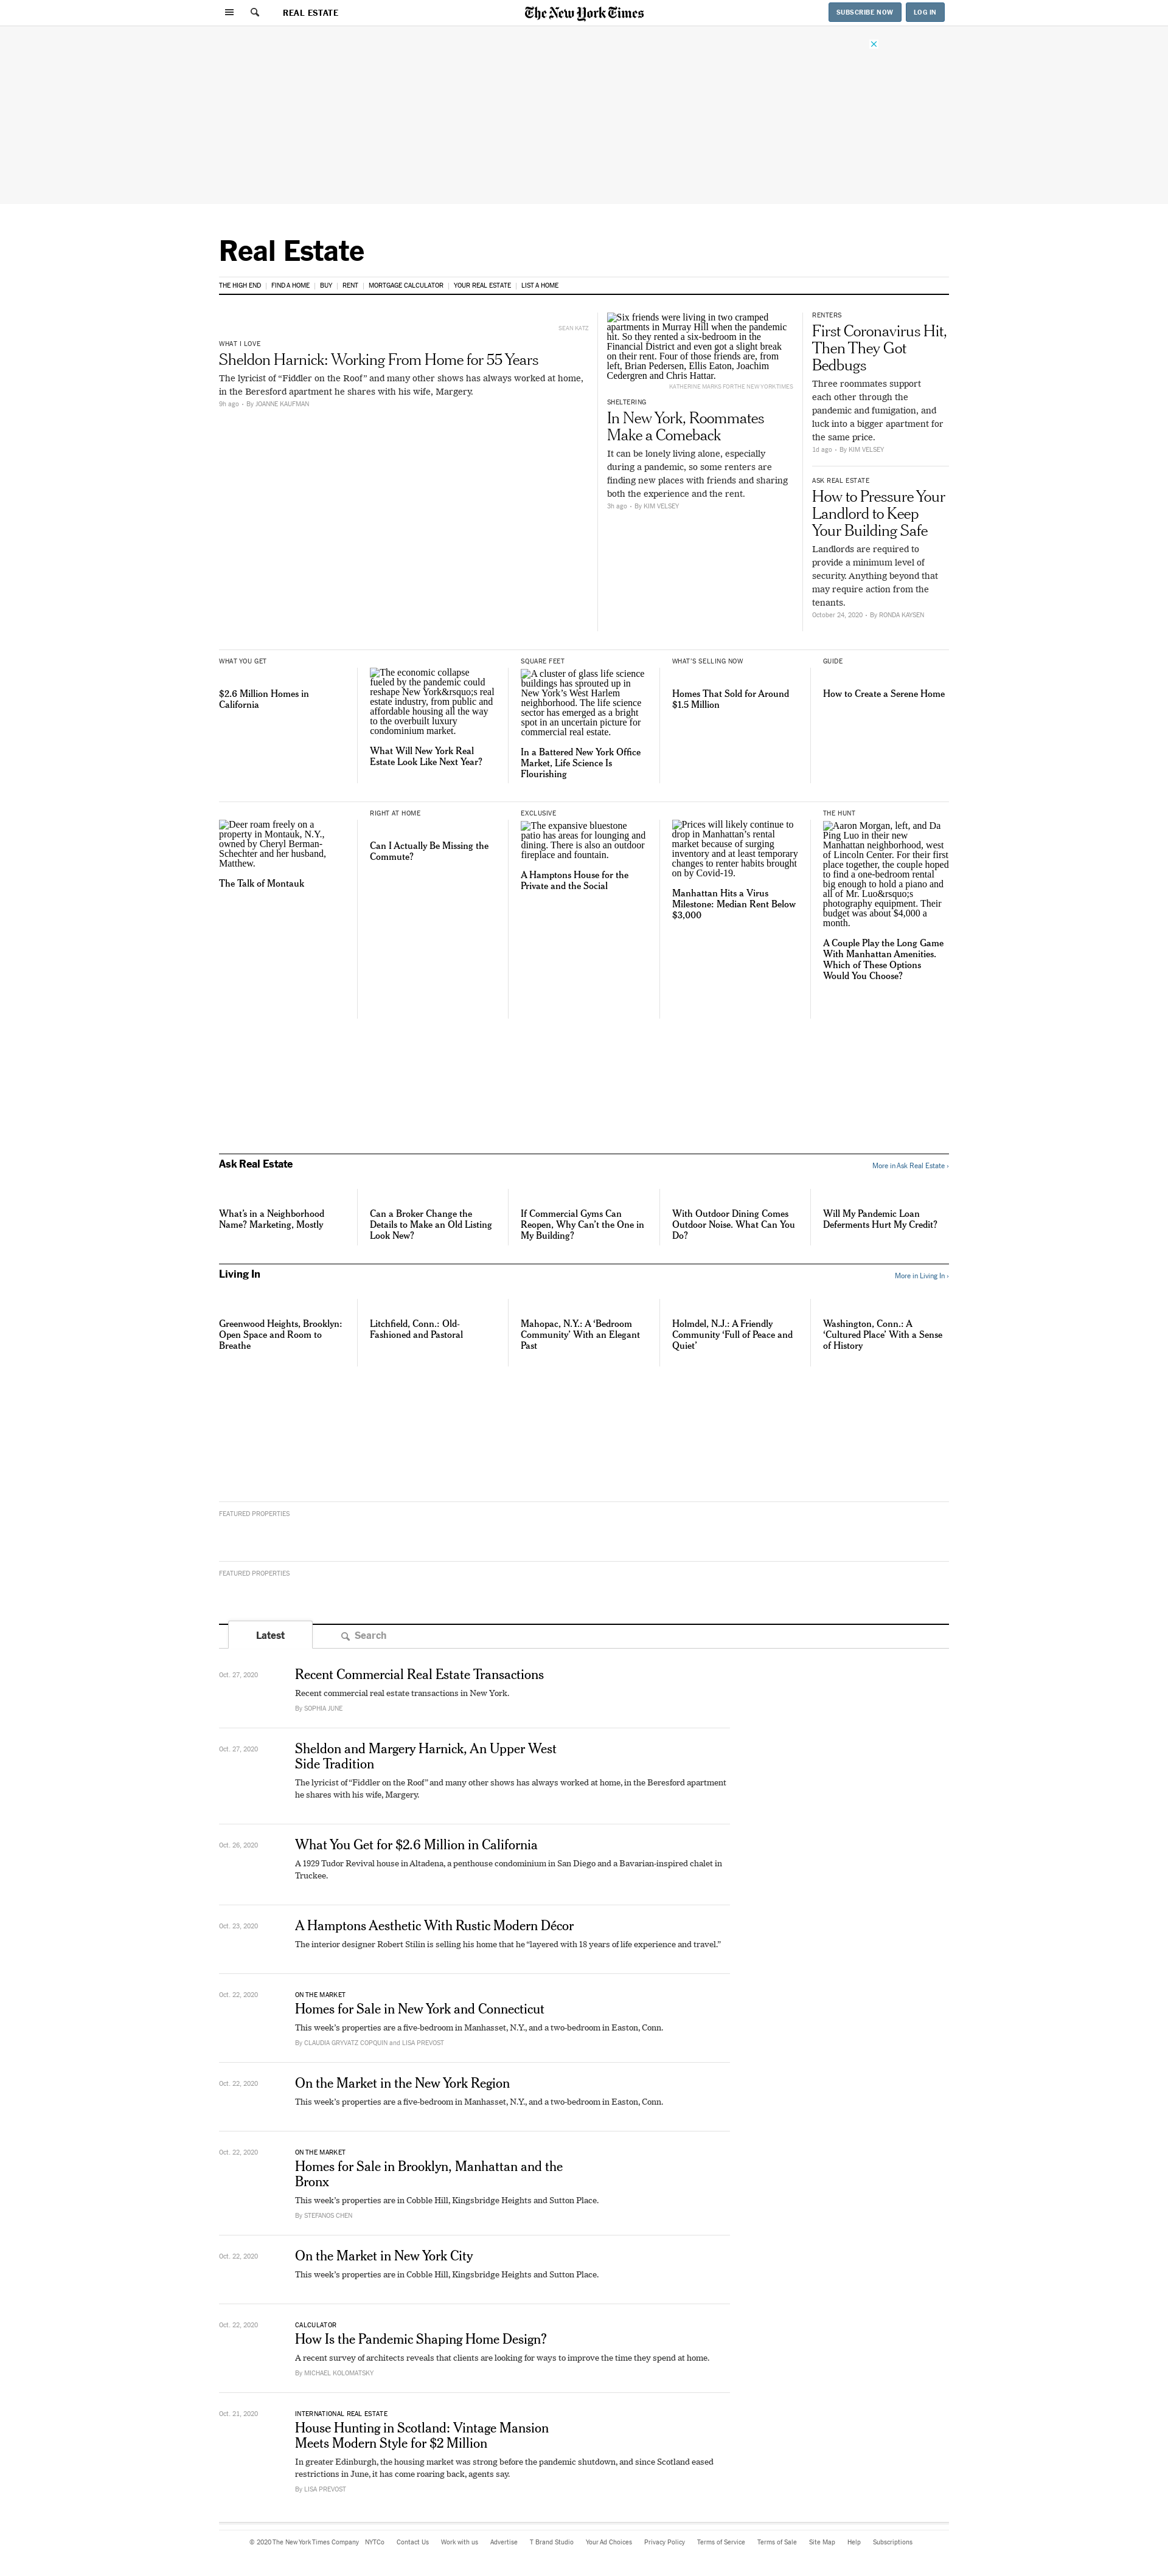 REAL ESTATE
The New York Times
SUBSCRIBE NOW
LOG IN
Real Estate
THE HIGH END
FIND A HOME
BUY
RENT
MORTGAGE CALCULATOR
YOUR REAL ESTATE
LIST A HOME
SEAN KATZ
WHAT I LOVE
Sheldon Harnick: Working From Home for 55 Years
The lyricist of “Fiddler on the Roof” and many other shows has always worked at home,
in the Beresford apartment he shares with his wife, Margery.
9h ago • By JOANNE KAUFMAN
Six friends were living in two cramped
apartments in Murray Hill when the pandemic
hit. So they rented a six-bedroom in the
Financial District and even got a slight break
on their rent. Four of those friends are, from
left, Brian Pedersen, Ellis Eaton, Joachim
Cedergren and Chris Hattar.
KATHERINE MARKS FOR THE NEW YORK TIMES
SHELTERING
In New York, Roommates
Make a Comeback
It can be lonely living alone, especially
during a pandemic, so some renters are
finding new places with friends and sharing
both the experience and the rent.
3h ago • By KIM VELSEY
RENTERS
First Coronavirus Hit,
Then They Got
Bedbugs
Three roommates support
each other through the
pandemic and fumigation, and
luck into a bigger apartment for
the same price.
1d ago • By KIM VELSEY
ASK REAL ESTATE
How to Pressure Your
Landlord to Keep
Your Building Safe
Landlords are required to
provide a minimum level of
security. Anything beyond that
may require action from the
tenants.
October 24, 2020 • By RONDA KAYSEN
WHAT YOU GET
$2.6 Million Homes in
California
The economic collapse
fueled by the pandemic could
reshape New York&rsquo;s real
estate industry, from public and
affordable housing all the way
to the overbuilt luxury
condominium market.
What Will New York Real
Estate Look Like Next Year?
SQUARE FEET
A cluster of glass life science
buildings has sprouted up in
New York’s West Harlem
neighborhood. The life science
sector has emerged as a bright
spot in an uncertain picture for
commercial real estate.
In a Battered New York Office
Market, Life Science Is
Flourishing
WHAT’S SELLING NOW
Homes That Sold for Around
$1.5 Million
GUIDE
How to Create a Serene Home
Deer roam freely on a
property in Montauk, N.Y.,
owned by Cheryl Berman-
Schechter and her husband,
Matthew.
The Talk of Montauk
RIGHT AT HOME
Can I Actually Be Missing the
Commute?
EXCLUSIVE
The expansive bluestone
patio has areas for lounging and
dining. There is also an outdoor
fireplace and fountain.
A Hamptons House for the
Private and the Social
Prices will likely continue to
drop in Manhattan’s rental
market because of surging
inventory and at least temporary
changes to renter habits brought
on by Covid-19.
Manhattan Hits a Virus
Milestone: Median Rent Below
$3,000
THE HUNT
Aaron Morgan, left, and Da
Ping Luo in their new
Manhattan neighborhood, west
of Lincoln Center. For their first
place together, the couple hoped
to find a one-bedroom rental
big enough to hold a piano and
all of Mr. Luo&rsquo;s
photography equipment. Their
budget was about $4,000 a
month.
A Couple Play the Long Game
With Manhattan Amenities.
Which of These Options
Would You Choose?
Ask Real Estate
More in Ask Real Estate ›
What’s in a Neighborhood
Name? Marketing, Mostly
Can a Broker Change the
Details to Make an Old Listing
Look New?
If Commercial Gyms Can
Reopen, Why Can’t the One in
My Building?
With Outdoor Dining Comes
Outdoor Noise. What Can You
Do?
Will My Pandemic Loan
Deferments Hurt My Credit?
Living In
More in Living In ›
Greenwood Heights, Brooklyn:
Open Space and Room to
Breathe
Litchfield, Conn.: Old-
Fashioned and Pastoral
Mahopac, N.Y.: A ‘Bedroom
Community’ With an Elegant
Past
Holmdel, N.J.: A Friendly
Community ‘Full of Peace and
Quiet’
Washington, Conn.: A
‘Cultured Place’ With a Sense
of History
FEATURED PROPERTIES
FEATURED PROPERTIES
Latest
Search
Oct. 27, 2020
Recent Commercial Real Estate Transactions
Recent commercial real estate transactions in New York.
By SOPHIA JUNE
Oct. 27, 2020
Sheldon and Margery Harnick, An Upper West
Side Tradition
The lyricist of “Fiddler on the Roof” and many other shows has always worked at home, in the Beresford apartment
he shares with his wife, Margery.
Oct. 26, 2020
What You Get for $2.6 Million in California
A 1929 Tudor Revival house in Altadena, a penthouse condominium in San Diego and a Bavarian-inspired chalet in
Truckee.
Oct. 23, 2020
A Hamptons Aesthetic With Rustic Modern Décor
The interior designer Robert Stilin is selling his home that he “layered with 18 years of life experience and travel.”
Oct. 22, 2020
ON THE MARKET
Homes for Sale in New York and Connecticut
This week’s properties are a five-bedroom in Manhasset, N.Y., and a two-bedroom in Easton, Conn.
By CLAUDIA GRYVATZ COPQUIN and LISA PREVOST
Oct. 22, 2020
On the Market in the New York Region
This week’s properties are a five-bedroom in Manhasset, N.Y., and a two-bedroom in Easton, Conn.
Oct. 22, 2020
ON THE MARKET
Homes for Sale in Brooklyn, Manhattan and the
Bronx
This week’s properties are in Cobble Hill, Kingsbridge Heights and Sutton Place.
By STEFANOS CHEN
Oct. 22, 2020
On the Market in New York City
This week’s properties are in Cobble Hill, Kingsbridge Heights and Sutton Place.
Oct. 22, 2020
CALCULATOR
How Is the Pandemic Shaping Home Design?
A recent survey of architects reveals that clients are looking for ways to improve the time they spend at home.
By MICHAEL KOLOMATSKY
Oct. 21, 2020
INTERNATIONAL REAL ESTATE
House Hunting in Scotland: Vintage Mansion
Meets Modern Style for $2 Million
In greater Edinburgh, the housing market was strong before the pandemic shutdown, and since Scotland eased
restrictions in June, it has come roaring back, agents say.
By LISA PREVOST
© 2020 The New York Times Company NYTCo Contact Us Work with us Advertise T Brand Studio Your Ad Choices Privacy Policy Terms of Service Terms of Sale Site Map Help Subscriptions